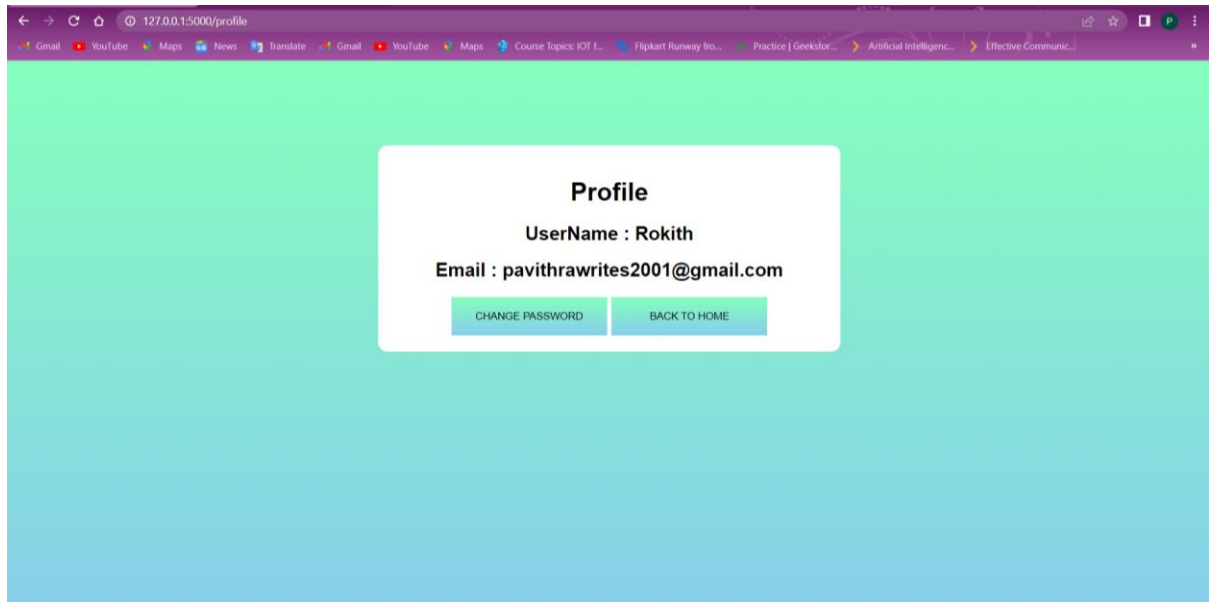 127.0.0.1:5000/profile
Gmail YouTube Maps News Translate Gmail YouTube Maps Course Topics: IOT f... Flipkart Runway fro... Practice | Geeksfor... Artificial Intelligenc... Effective Communic...
Profile
UserName : Rokith
Email : pavithrawrites2001@gmail.com
CHANGE PASSWORD BACK TO HOME